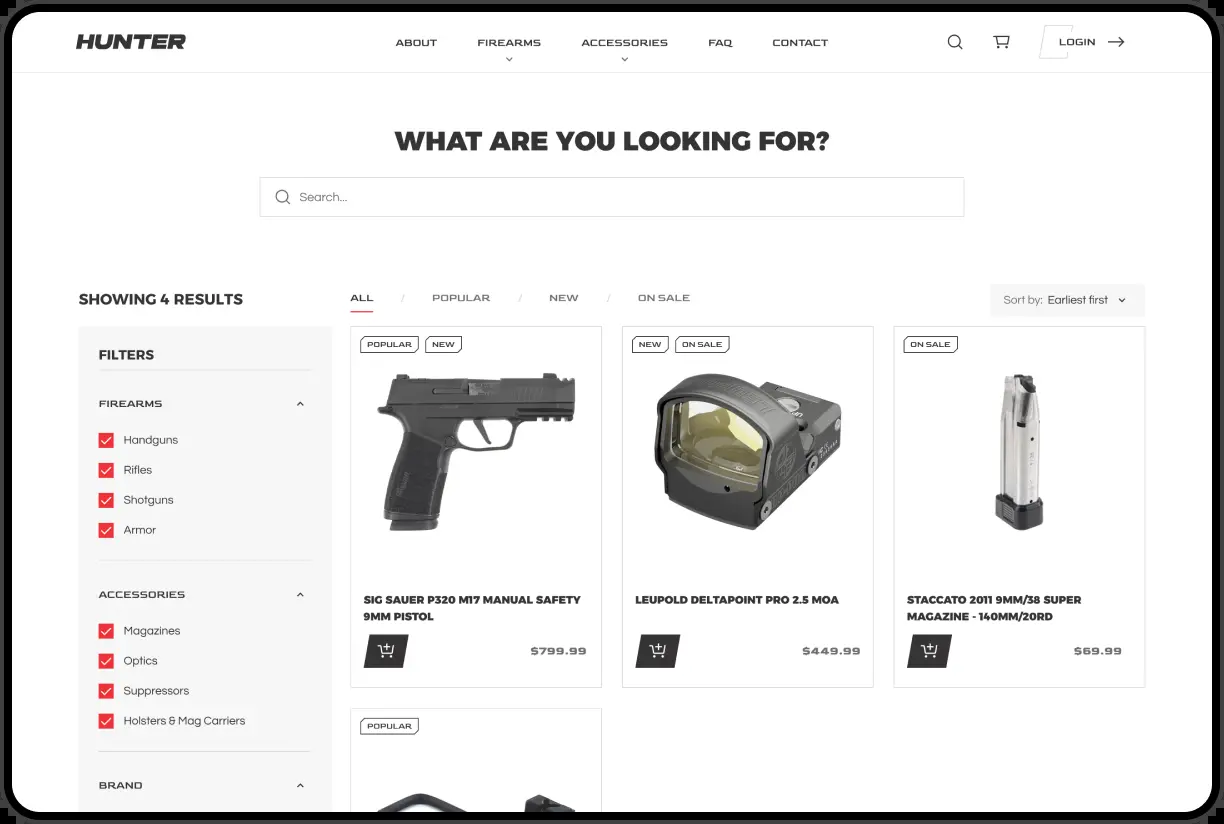 HUNTER
ABOUT
FIREARMS
ACCESSORIES
FAQ
CONTACT
LOGIN
WHAT ARE YOU LOOKING FOR?
Search...
SHOWING 4 RESULTS
ALL / POPULAR / NEW / ON SALE
Sort by: Earliest first
FILTERS
FIREARMS
Handguns
Rifles
Shotguns
Armor
ACCESSORIES
Magazines
Optics
Suppressors
Holsters & Mag Carriers
BRAND
POPULAR
NEW
SIG SAUER P320 M17 MANUAL SAFETY
9MM PISTOL
$799.99
NEW
ON SALE
LEUPOLD DELTAPOINT PRO 2.5 MOA
$449.99
ON SALE
STACCATO 2011 9MM/38 SUPER
MAGAZINE - 140MM/20RD
$69.99
POPULAR